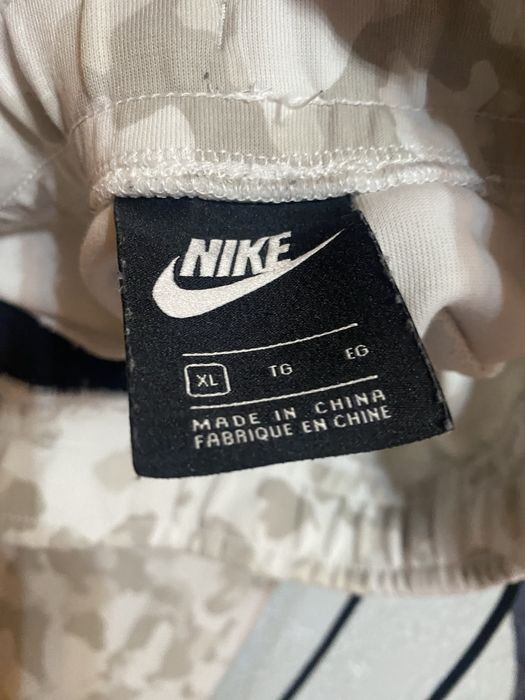 NIKE
XL TG EG
MADE IN CHINA
FABRIQUE EN CHINE